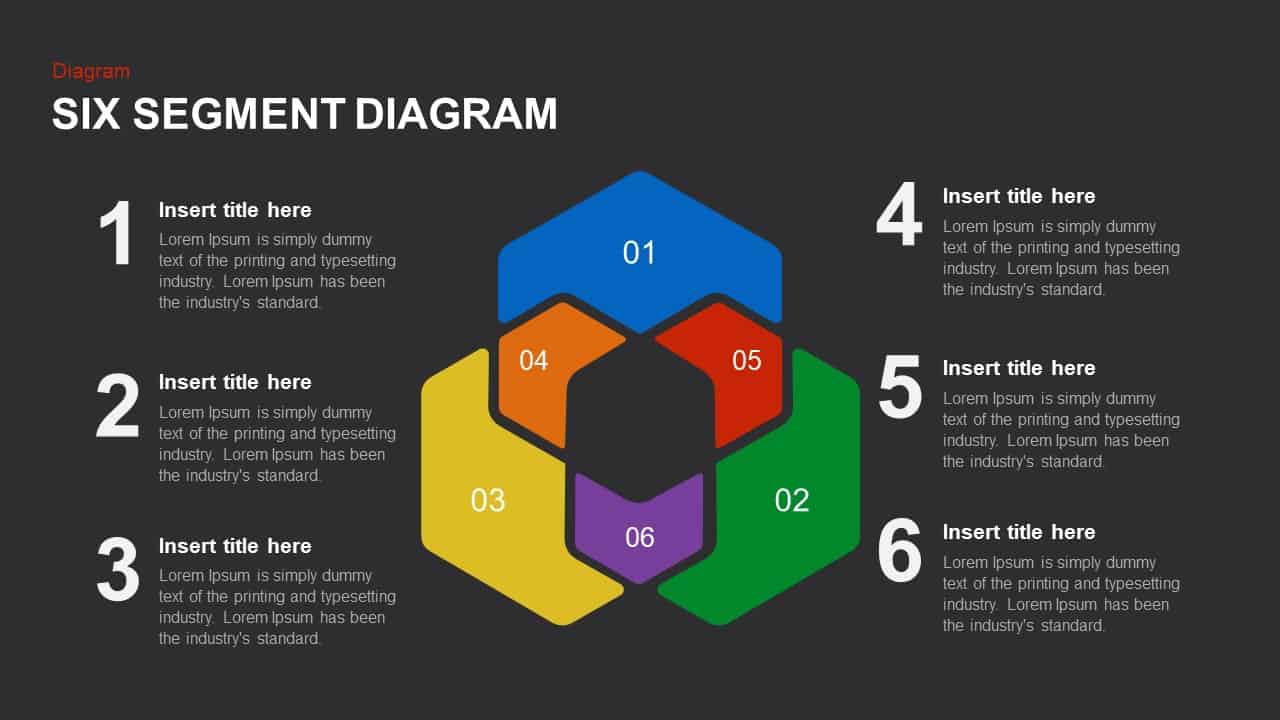 Diagram
SIX SEGMENT DIAGRAM
1
Insert title here
Lorem Ipsum is simply dummy
text of the printing and typesetting
industry. Lorem Ipsum has been
the industry's standard.
2
Insert title here
Lorem Ipsum is simply dummy
text of the printing and typesetting
industry. Lorem Ipsum has been
the industry's standard.
3
Insert title here
Lorem Ipsum is simply dummy
text of the printing and typesetting
industry. Lorem Ipsum has been
the industry's standard.
01
04
05
03
02
06
4
Insert title here
Lorem Ipsum is simply dummy
text of the printing and typesetting
industry. Lorem Ipsum has been
the industry's standard.
5
Insert title here
Lorem Ipsum is simply dummy
text of the printing and typesetting
industry. Lorem Ipsum has been
the industry's standard.
6
Insert title here
Lorem Ipsum is simply dummy
text of the printing and typesetting
industry. Lorem Ipsum has been
the industry's standard.